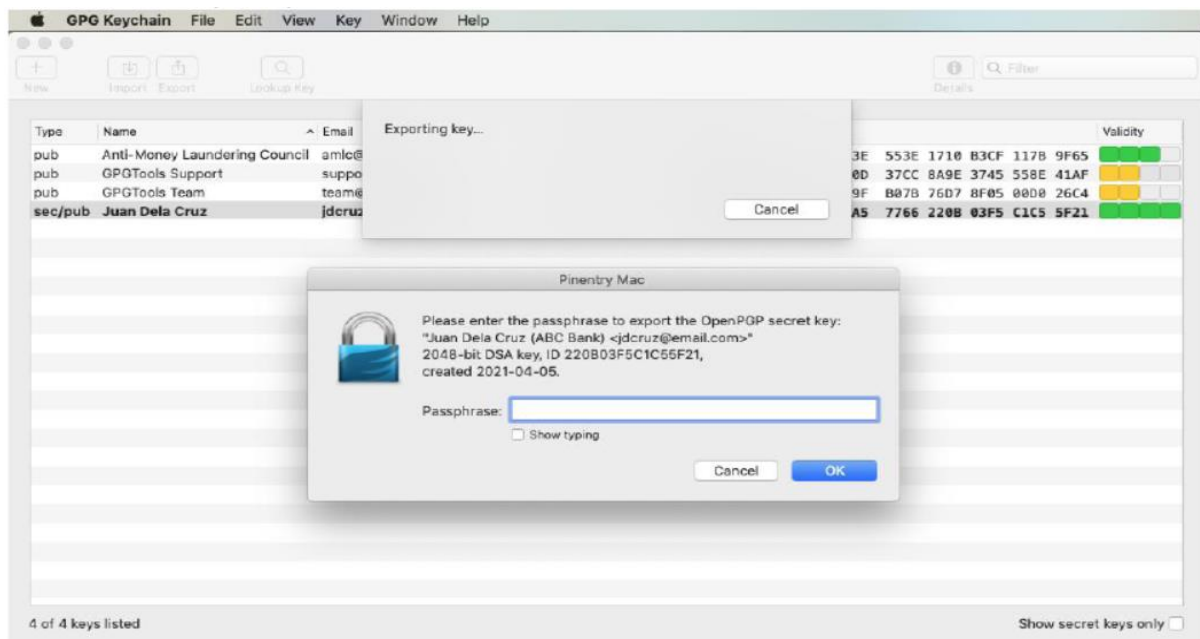 GPG Keychain File Edit View Key Window Help
New Import Export Lookup Key Details Filter
Exporting key...
Type Name Email Validity
pub Anti-Money Laundering Council amlc@ 3E 553E 1710 B3CF 117B 9F65
pub GPGTools Support suppo 0D 37CC 8A9E 3745 558E 41AF
pub GPGTools Team team@ 9F B07B 76D7 8F05 00D0 26C4
sec/pub Juan Dela Cruz jdcruz A5 7766 220B 03F5 C1C5 5F21
Cancel
Pinentry Mac
Please enter the passphrase to export the OpenPGP secret key:
"Juan Dela Cruz (ABC Bank) <jdcruz@email.com>"
2048-bit DSA key, ID 220B03F5C1C55F21,
created 2021-04-05.
Passphrase:
Show typing
Cancel OK
4 of 4 keys listed Show secret keys only